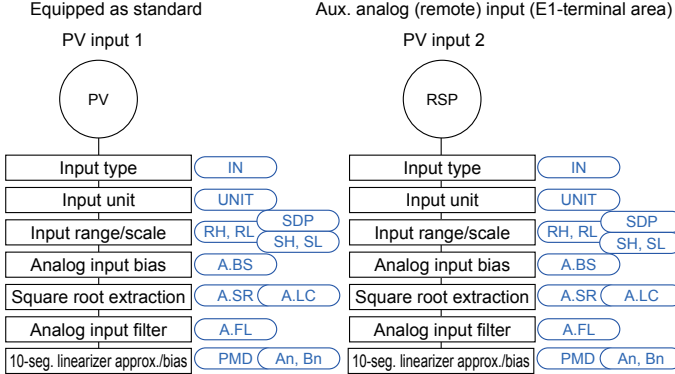 Equipped as standard
Aux. analog (remote) input (E1-terminal area)
PV input 1
PV input 2
PV
RSP
Input type IN
Input type IN
Input unit UNIT
Input unit UNIT
Input range/scale RH, RL SDP SH, SL
Input range/scale RH, RL SDP SH, SL
Analog input bias A.BS
Analog input bias A.BS
Square root extraction A.SR A.LC
Square root extraction A.SR A.LC
Analog input filter A.FL
Analog input filter A.FL
10-seg. linearizer approx./bias PMD An, Bn
10-seg. linearizer approx./bias PMD An, Bn